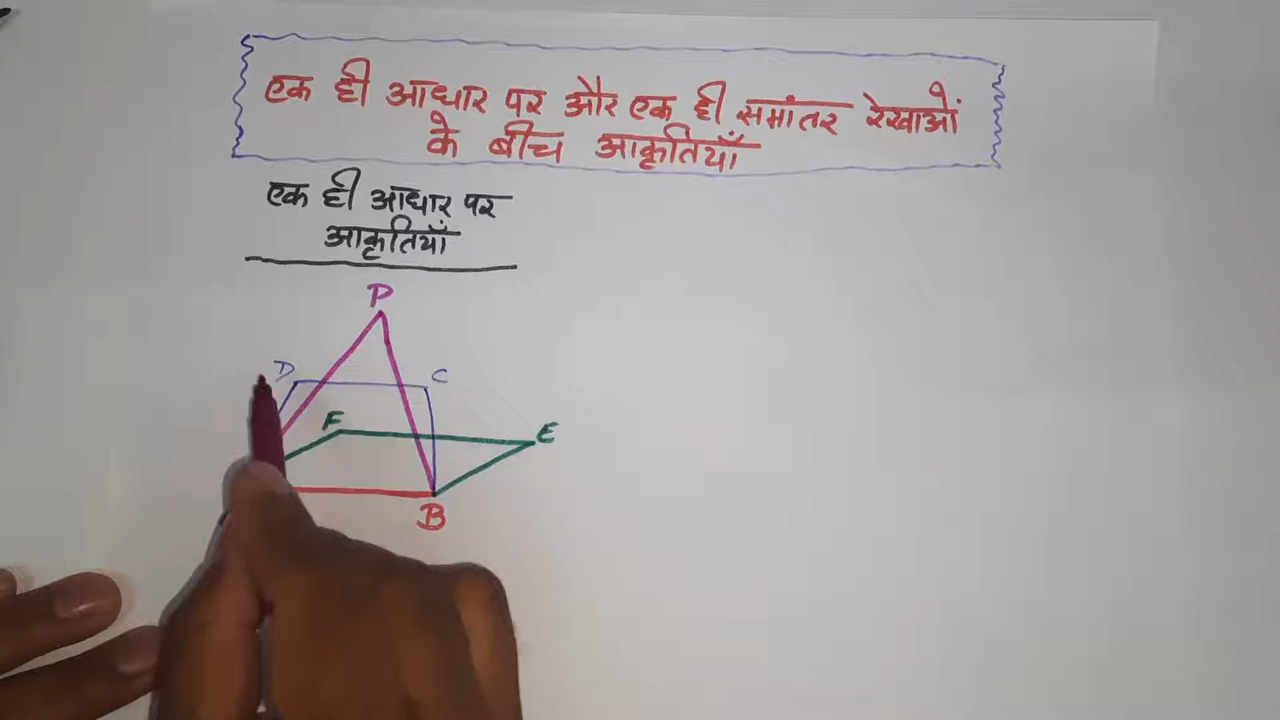 एक ही आधार पर और एक ही समांतर रेखाओं
के बीच आकृतियाँ
एक ही आधार पर
आकृतियाँ
P
D C
F E
B